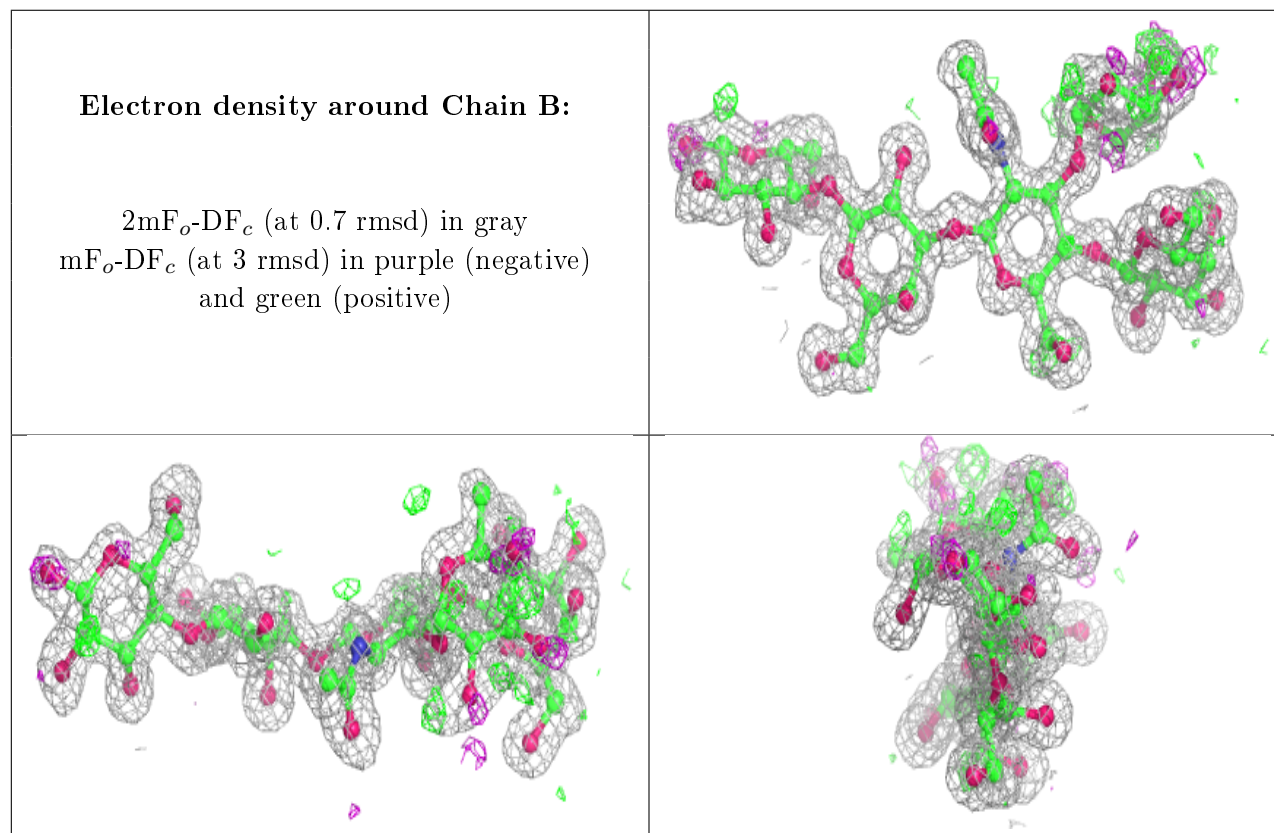 Electron density around Chain B:
2mFₒ-DF𝒸 (at 0.7 rmsd) in gray
mFₒ-DF𝒸 (at 3 rmsd) in purple (negative)
and green (positive)